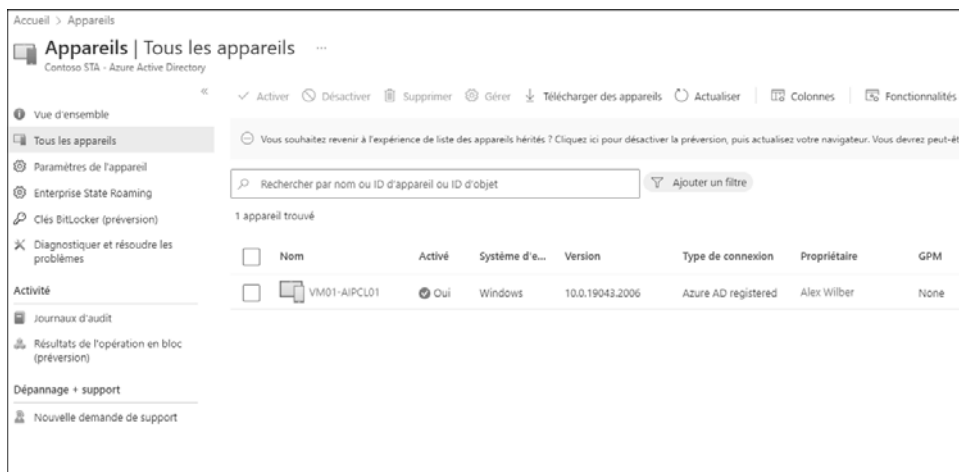 Accueil > Appareils
Appareils | Tous les appareils ...
Contoso STA - Azure Active Directory
«
Vue d'ensemble
Tous les appareils
Paramètres de l'appareil
Enterprise State Roaming
Clés BitLocker (préversion)
Diagnostiquer et résoudre les
problèmes
Activité
Journaux d'audit
Résultats de l'opération en bloc
(préversion)
Dépannage + support
Nouvelle demande de support
Activer Désactiver Supprimer Gérer Télécharger des appareils Actualiser Colonnes Fonctionnalités
Vous souhaitez revenir à l'expérience de liste des appareils hérités ? Cliquez ici pour désactiver la préversion, puis actualisez votre navigateur. Vous devrez peut-êt
Rechercher par nom ou ID d'appareil ou ID d'objet Ajouter un filtre
1 appareil trouvé
Nom Activé Système d'e... Version Type de connexion Propriétaire GPM
VM01-AIPCL01 Oui Windows 10.0.19043.2006 Azure AD registered Alex Wilber None